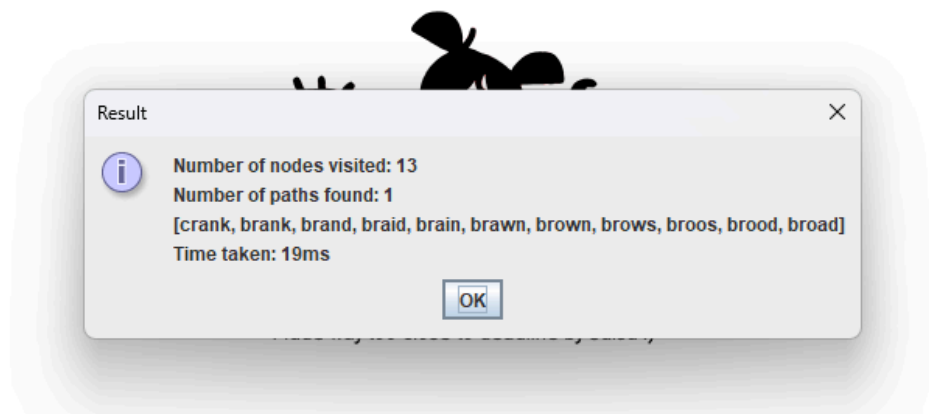 Result
Number of nodes visited: 13
Number of paths found: 1
[crank, brank, brand, braid, brain, brawn, brown, brows, broos, brood, broad]
Time taken: 19ms
OK